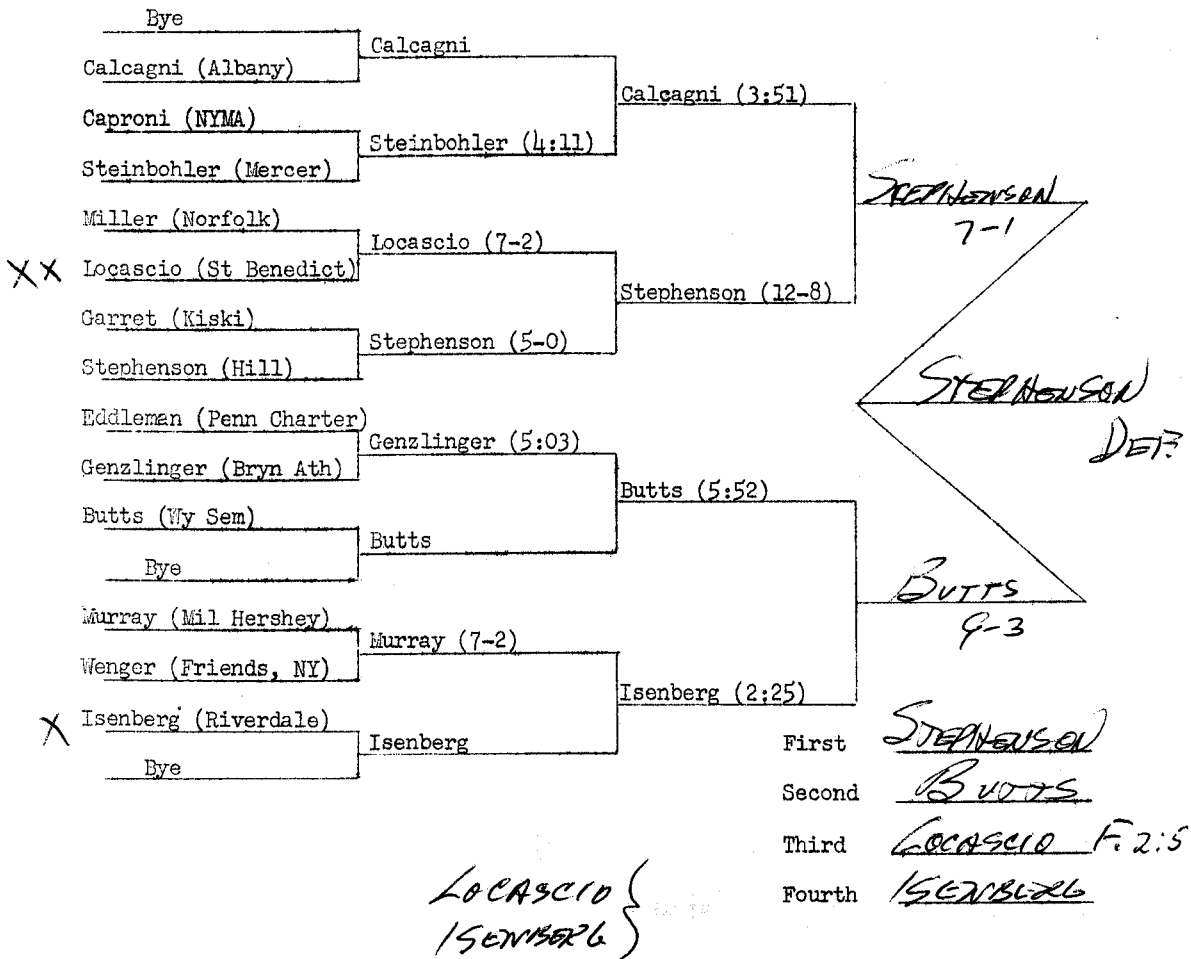 Bye
Calcagni
Calcagni (Albany)
Calcagni (3:51)
Caproni (NYMA)
Steinbohler (4:11)
Steinbohler (Mercer)
STEPHENSON
7-1
Miller (Norfolk)
Locascio (7-2)
XX Locascio (St Benedict)
Stephenson (12-8)
Garret (Kiski)
Stephenson (5-0)
Stephenson (Hill)
STEPHENSON
Eddleman (Penn Charter)
Genzlinger (5:03)
Genzlinger (Bryn Ath)
Butts (5:52)
Butts (Wy Sem)
Butts
Bye
BUTTS
9-3
Murray (Mil Hershey)
Murray (7-2)
Wenger (Friends, NY)
Isenberg (2:25)
X Isenberg (Riverdale)
Isenberg
Bye
First STEPHENSON
Second BUTTS
Third LOCASCIO F. 2:5
Fourth ISENBERG
LOCASCIO
ISENBERG